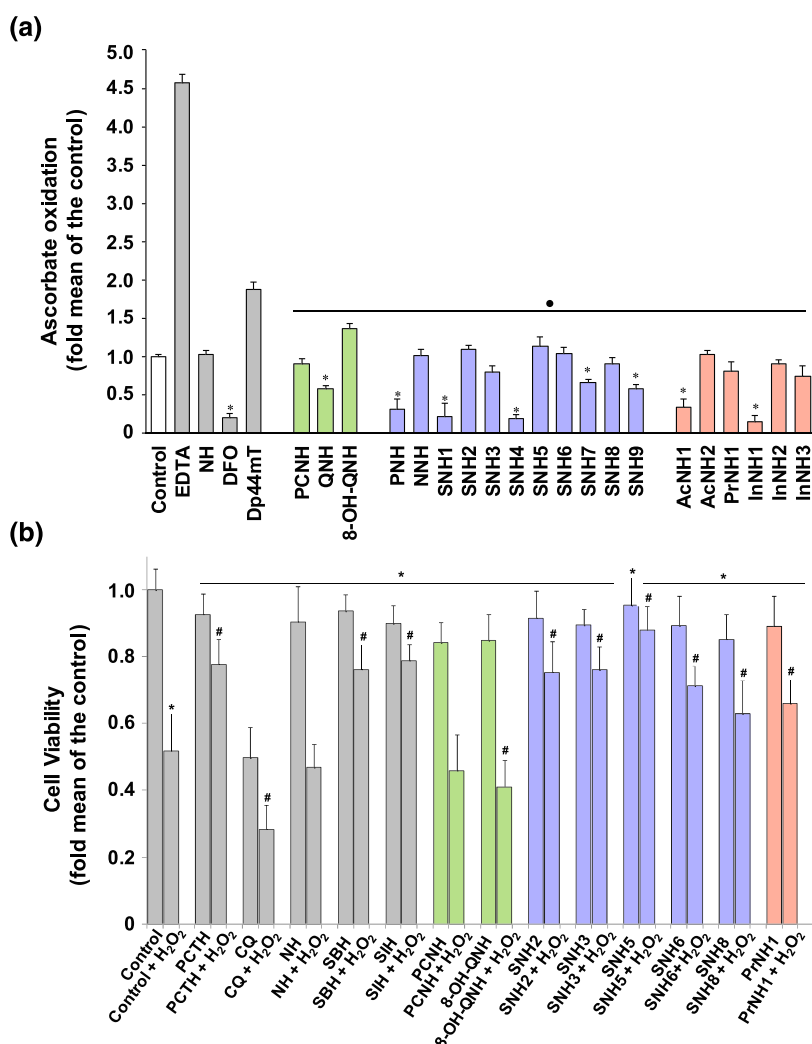 (a)
Ascorbate oxidation
(fold mean of the control)
5.0
4.5
4.0
3.5
3.0
2.5
2.0
1.5
1.0
0.5
0
•
*
*
*
*
*
*
*
*
*
Control
EDTA
NH
DFO
Dp44mT
PCNH
QNH
8-OH-QNH
PNH
NNH
SNH1
SNH2
SNH3
SNH4
SNH5
SNH6
SNH7
SNH8
SNH9
AcNH1
AcNH2
PrNH1
InNH1
InNH2
InNH3
(b)
Cell Viability
(fold mean of the control)
1.0
0.8
0.6
0.4
0.2
0
*
*
*
*
#
#
#
#
#
#
#
#
#
#
#
Control
Control + H₂O₂
PCTH
PCTH + H₂O₂
CQ
CQ + H₂O₂
NH
NH + H₂O₂
SBH
SBH + H₂O₂
SIH
SIH + H₂O₂
PCNH
PCNH + H₂O₂
8-OH-QNH
8-OH-QNH + H₂O₂
SNH2
SNH2 + H₂O₂
SNH3
SNH3 + H₂O₂
SNH5
SNH5 + H₂O₂
SNH6
SNH6+ H₂O₂
SNH8
SNH8 + H₂O₂
PrNH1
PrNH1 + H₂O₂